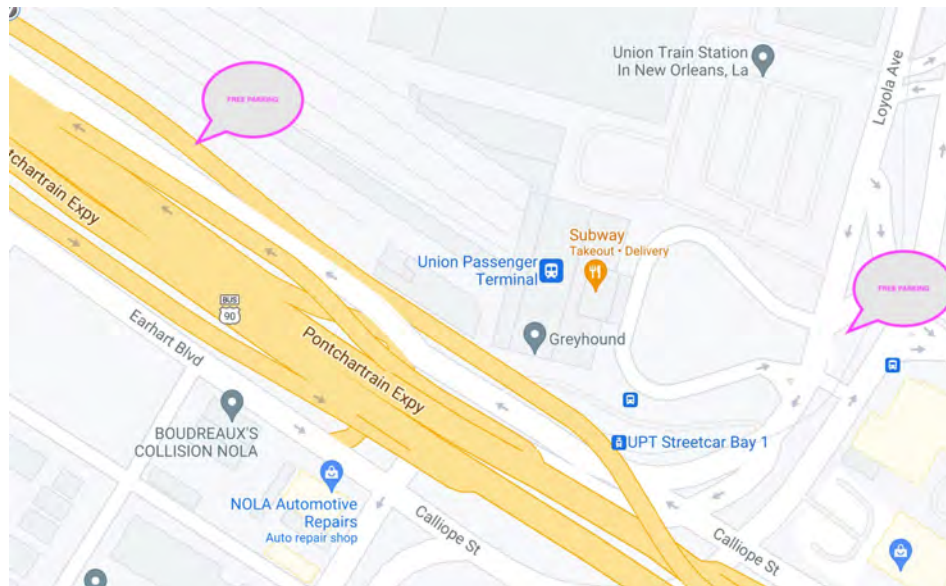 Union Train Station
In New Orleans, La
Loyola Ave
FREE PARKING
tchartrain Expy
Subway
Takeout • Delivery
Union Passenger
Terminal
FREE PARKING
BUS
90
Earhart Blvd
Pontchartrain Expy
Greyhound
BOUDREAUX'S
COLLISION NOLA
UPT Streetcar Bay 1
NOLA Automotive
Repairs
Auto repair shop
Calliope St
Calliope St